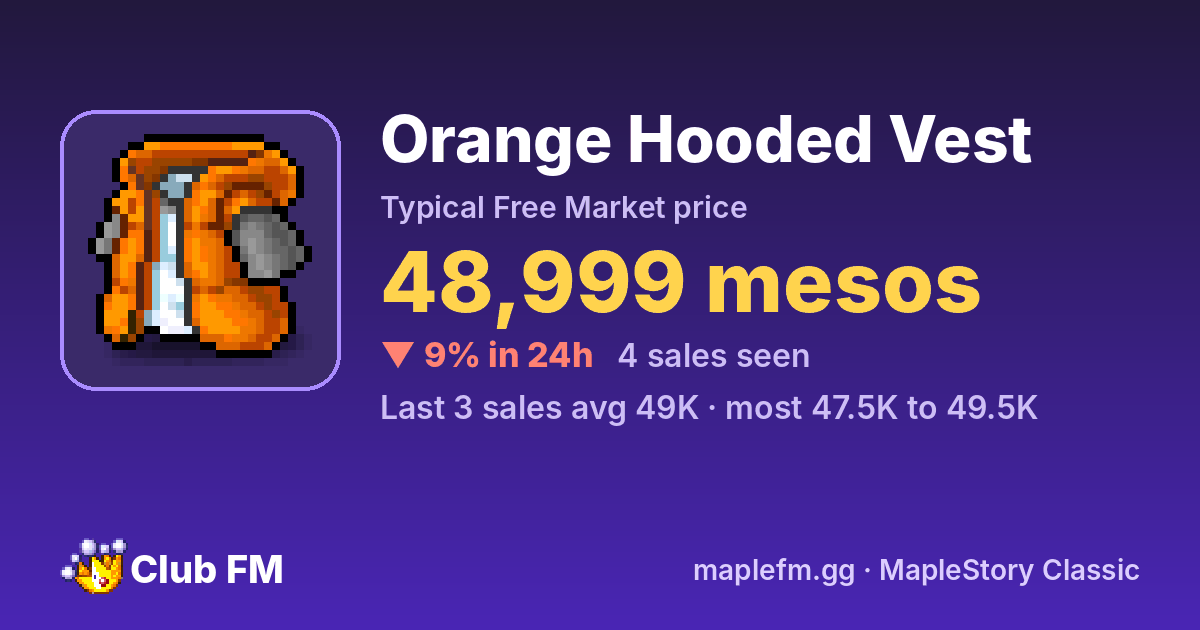 Orange Hooded Vest
Typical Free Market price
48,999 mesos
▼ 9% in 24h 4 sales seen
Last 3 sales avg 49K · most 47.5K to 49.5K
Club FM
maplefm.gg · MapleStory Classic